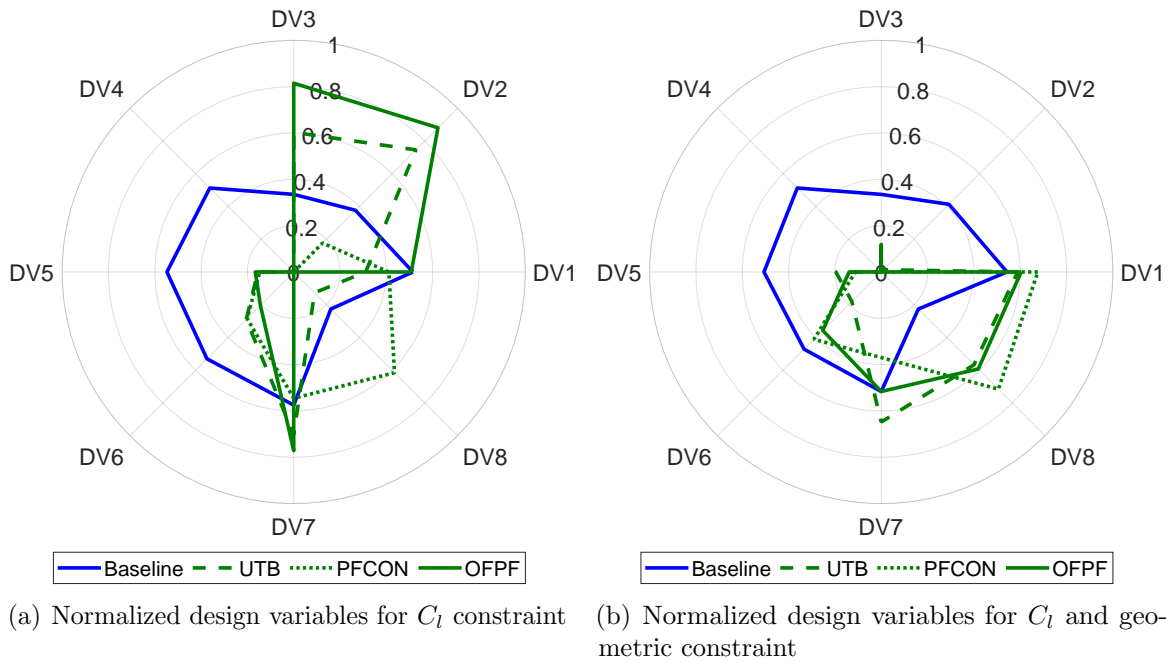 DV3
1
DV4
0.8
DV2
0.6
0.4
0.2
DV5
0
DV1
DV6
DV8
DV7
Baseline UTB PFCON OFPF
(a) Normalized design variables for C_l constraint
DV3
1
DV4
0.8
DV2
0.6
0.4
0.2
DV5
0
DV1
DV6
DV8
DV7
Baseline UTB PFCON OFPF
(b) Normalized design variables for C_l and geo-
metric constraint